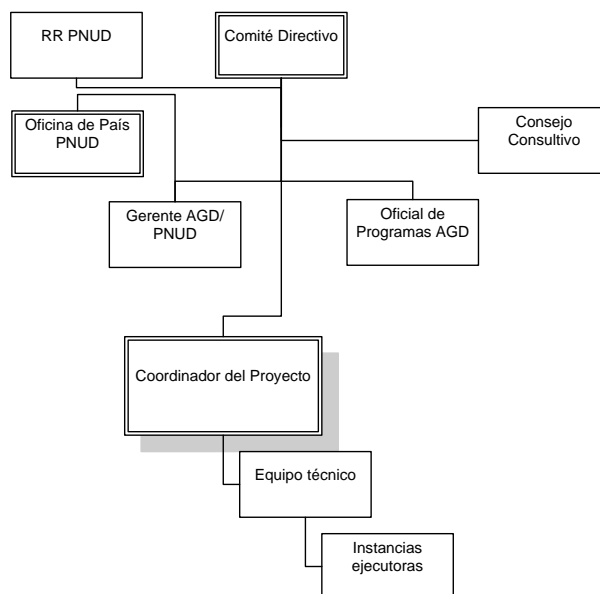 RR PNUD
Comité Directivo
Oficina de País
PNUD
Consejo
Consultivo
Gerente AGD/
PNUD
Oficial de
Programas AGD
Coordinador del Proyecto
Equipo técnico
Instancias
ejecutoras